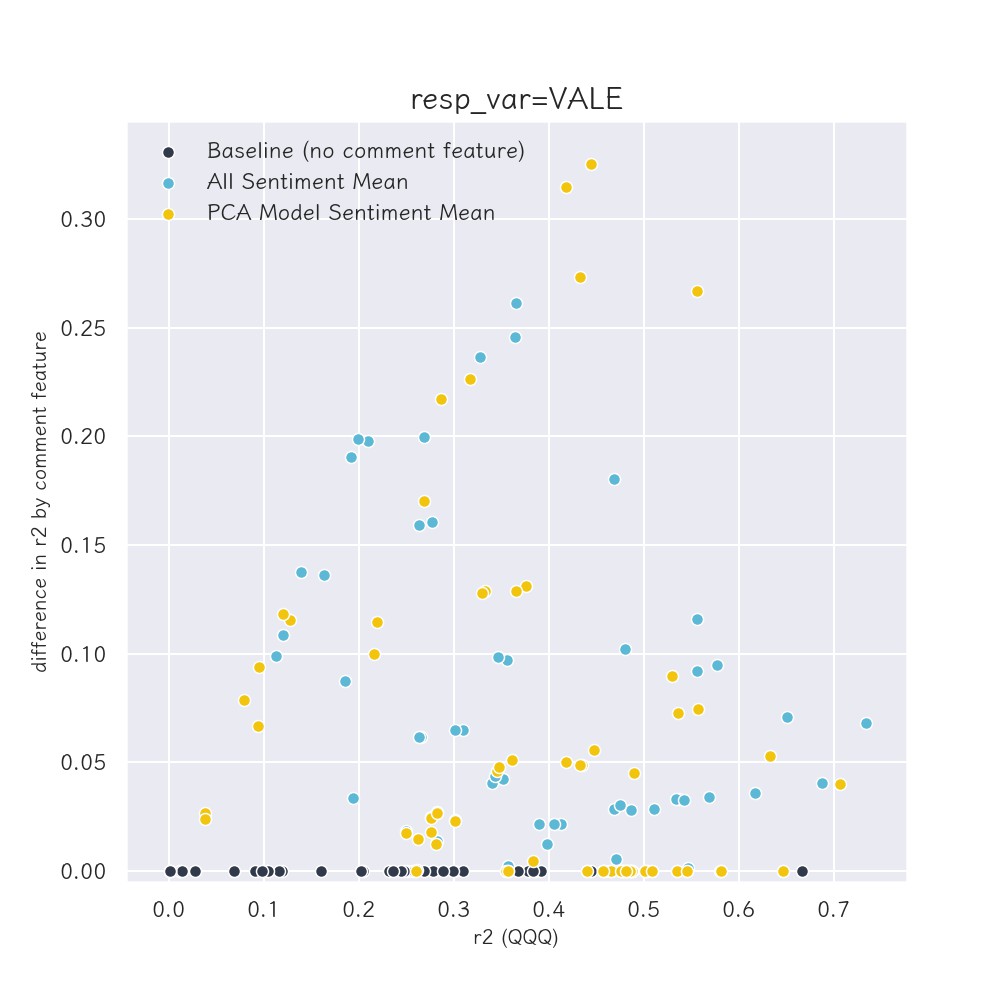 resp_var=VALE
Baseline (no comment feature)
All Sentiment Mean
PCA Model Sentiment Mean
difference in r2 by comment feature
0.30
0.25
0.20
0.15
0.10
0.05
0.00
0.0 0.1 0.2 0.3 0.4 0.5 0.6 0.7
r2 (QQQ)